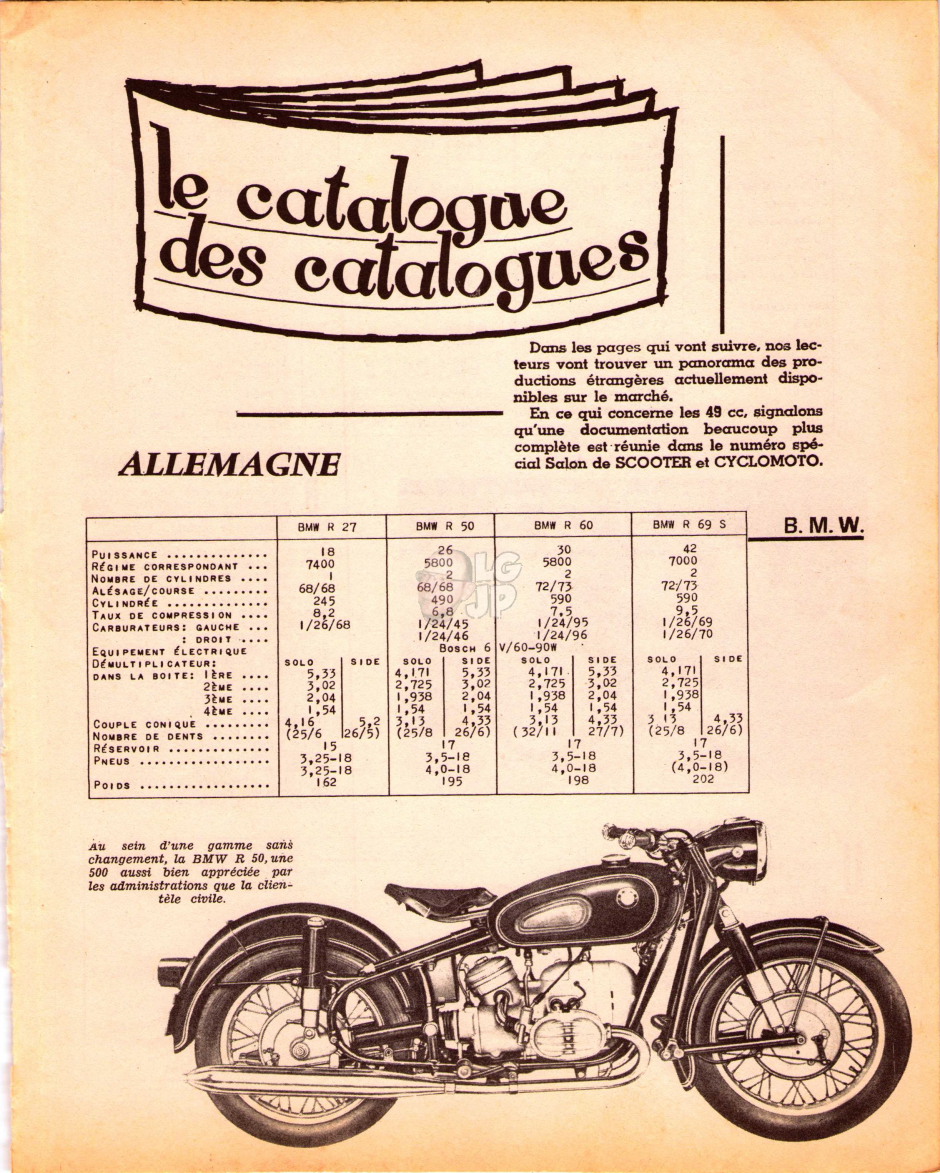 le catalogue
des catalogues
Dans les pages qui vont suivre, nos lec-
teurs vont trouver un panorama des pro-
ductions étrangères actuellement dispo-
nibles sur le marché.
En ce qui concerne les 49 cc, signalons
qu'une documentation beaucoup plus
complète est réunie dans le numéro spé-
cial Salon de SCOOTER et CYCLOMOTO.
ALLEMAGNE
B. M. W.
BMW R 27 BMW R 50 BMW R 60 BMW R 69 S
PUISSANCE .............. 18 26 30 42
RÉGIME CORRESPONDANT ... 7400 5800 5800 7000
NOMBRE DE CYLINDRES .... 1 2 2 2
ALÉSAGE/COURSE ......... 68/68 68/68 72/73 72/73
CYLINDRÉE .............. 245 490 590 590
TAUX DE COMPRESSION .... 8,2 6,8 7,5 9,5
CARBURATEURS: GAUCHE ... 1/26/68 1/24/45 1/24/95 1/26/69
: DROIT .... 1/24/46 1/24/96 1/26/70
EQUIPEMENT ÉLECTRIQUE BOSCH 6 V/60-90W
DÉMULTIPLICATEUR: SOLO SIDE SOLO SIDE SOLO SIDE SOLO SIDE
DANS LA BOITE: 1ÈRE .... 5,33 4,171 5,33 4,171 5,33 4,171
2ÈME .... 3,02 2,725 3,02 2,725 3,02 2,725
3ÈME .... 2,04 1,938 2,04 1,938 2,04 1,938
4ÈME .... 1,54 1,54 1,54 1,54 1,54 1,54
COUPLE CONIQUE ......... 4,16 5,2 3,13 4,33 3,13 4,33 3 13 4,33
NOMBRE DE DENTS ........ (25/6 26/5) (25/8 26/6) (32/11 27/7) (25/8 26/6)
RÉSERVOIR .............. 15 17 17 17
PNEUS .................. 3,25-18 3,5-18 3,5-18 3,5-18
3,25-18 4,0-18 4,0-18 (4,0-18)
POIDS .................. 162 195 198 202
LG
JP
Au sein d'une gamme sans
changement, la BMW R 50, une
500 aussi bien appréciée par
les administrations que la clien-
tèle civile.